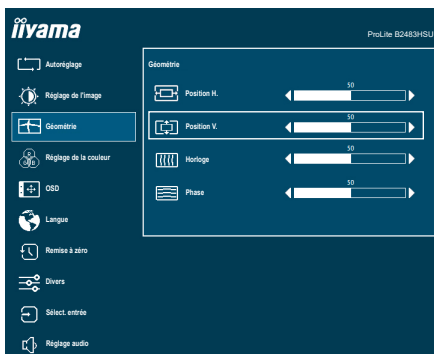 iiyama
ProLite B2483HSU
Autoréglage
Réglage de l'image
Géométrie
Réglage de la couleur
OSD
Langue
Remise à zéro
Divers
Sélect. entrée
Réglage audio
Géométrie
Position H.
50
Position V.
50
Horloge
50
Phase
50